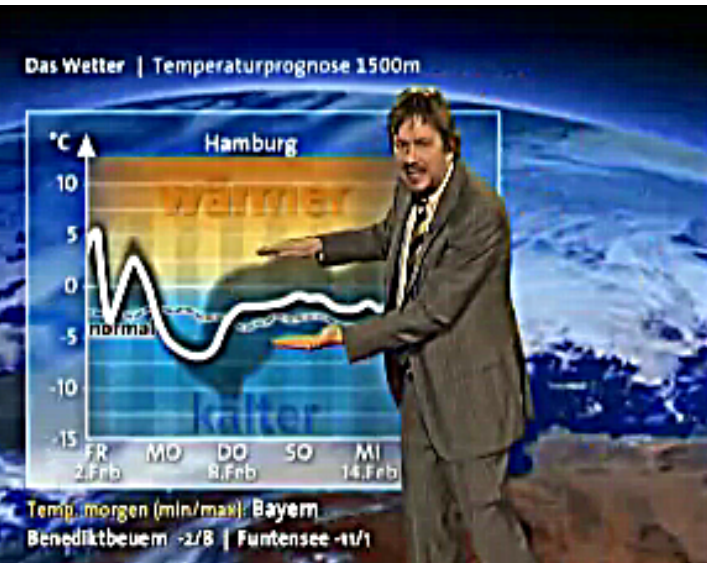 Das Wetter | Temperaturprognose 1500m
°C
Hamburg
10
wärmer
5
0
normal
-5
-10
kälter
-15
FR MO DO SO MI
2.Feb 8.Feb 14.Feb
Temp. morgen (min/max): Bayern
Benediktbeuern -2/8 | Funtensee -11/1